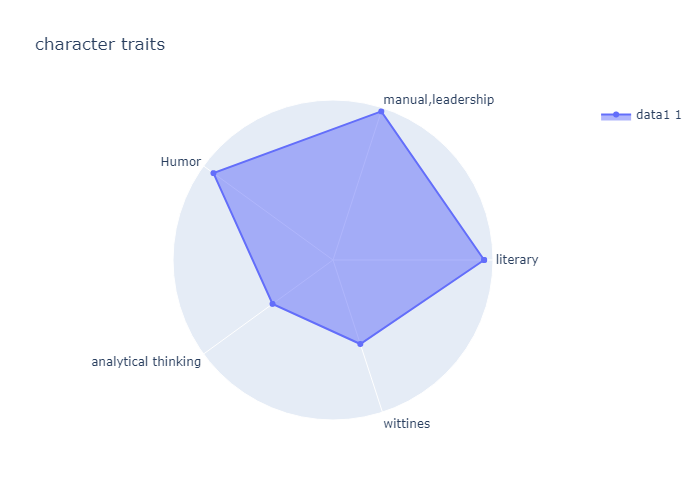 character traits
manual,leadership
data1 1
Humor
literary
analytical thinking
wittines